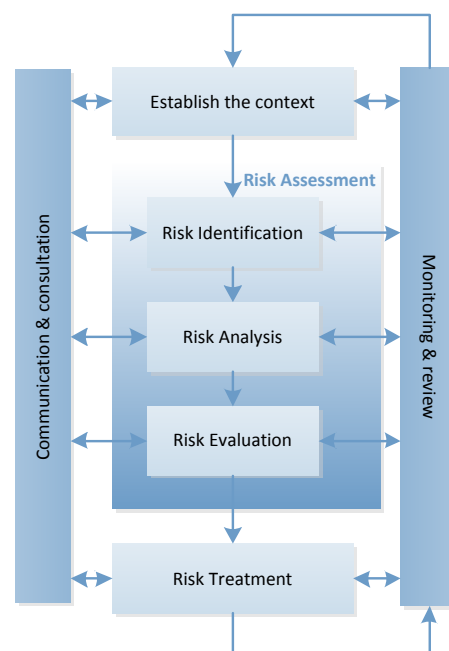 Establish the context
Risk Assessment
Risk Identification
Risk Analysis
Risk Evaluation
Risk Treatment
Communication & consultation
Monitoring & review